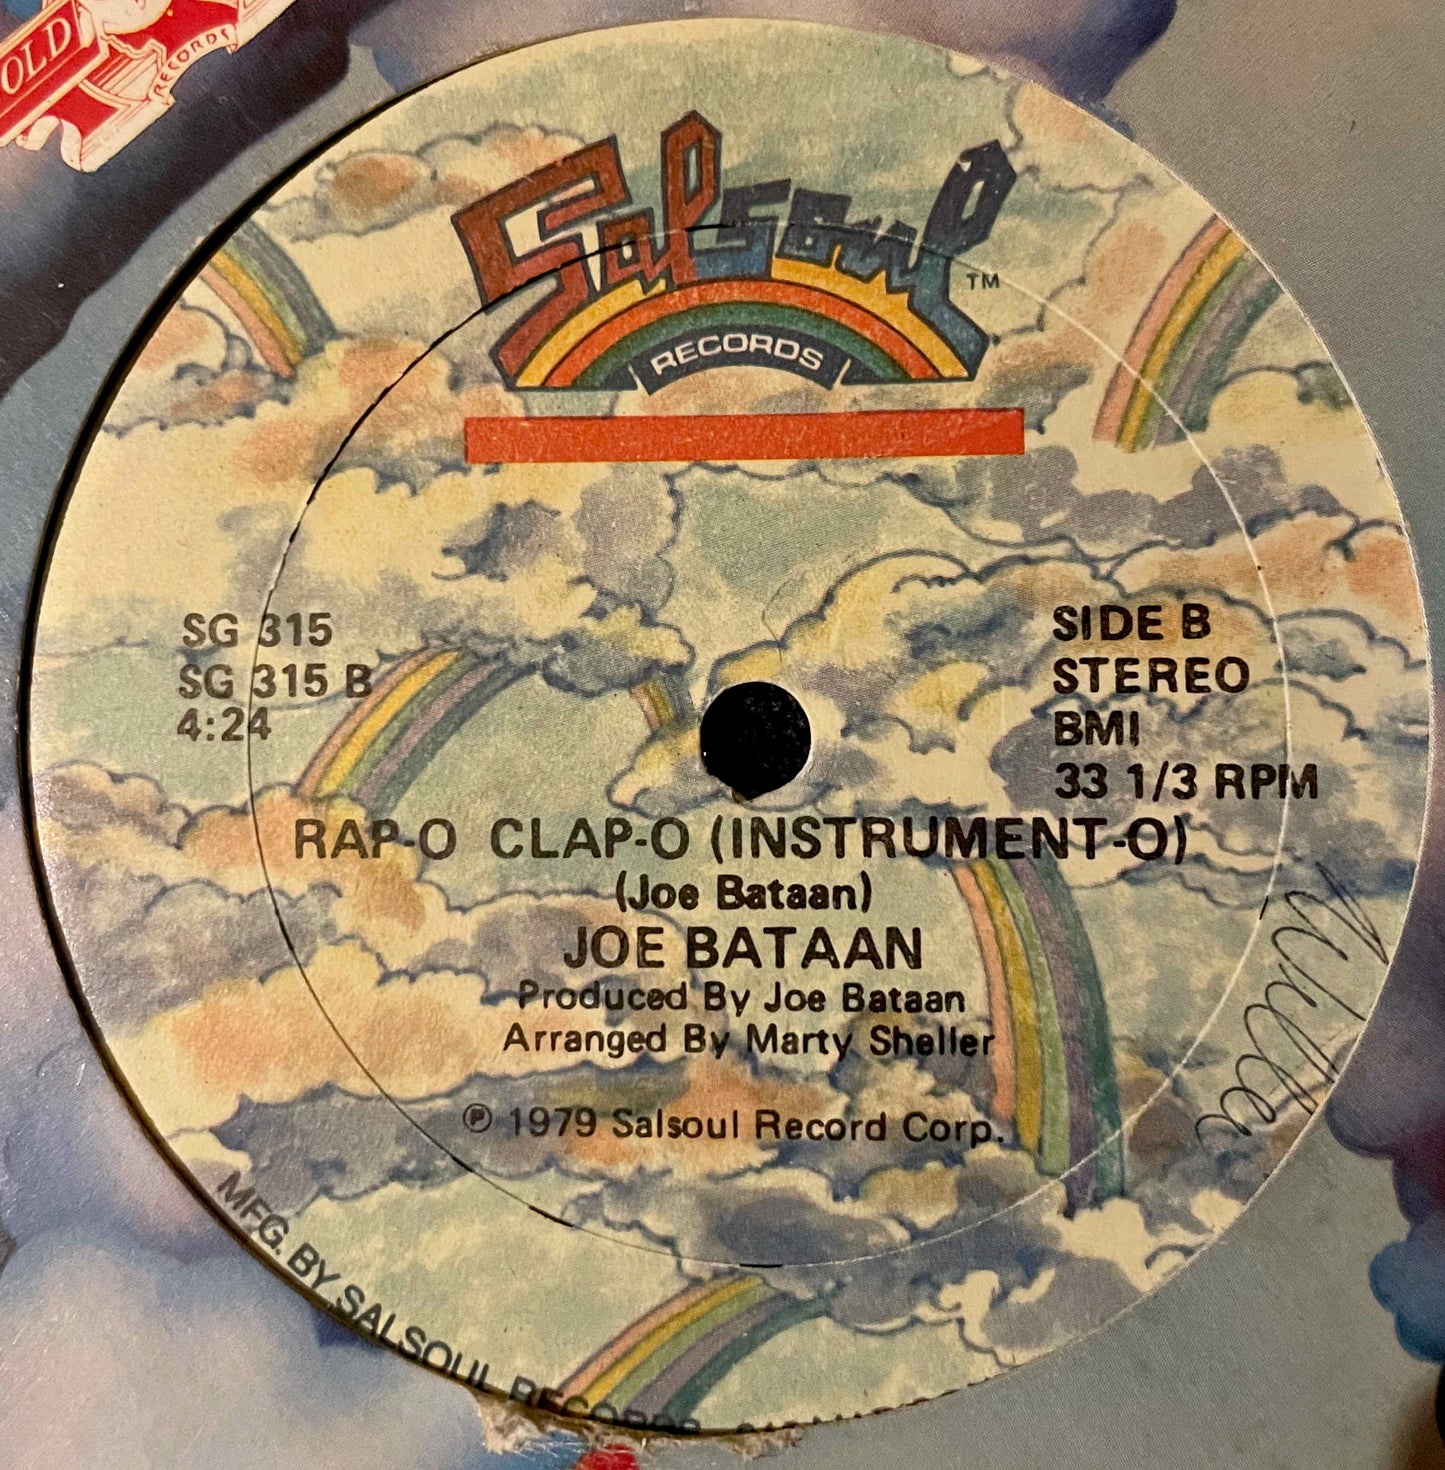 OLD
RECORDS
Salsoul TM
RECORDS
SG 315
SG 315 B
4:24
SIDE B
STEREO
BMI
33 1/3 RPM
RAP-O CLAP-O (INSTRUMENT-O)
(Joe Bataan)
JOE BATAAN
Produced By Joe Bataan
Arranged By Marty Sheller
℗ 1979 Salsoul Record Corp.
MFG. BY SALSOUL RECORDS